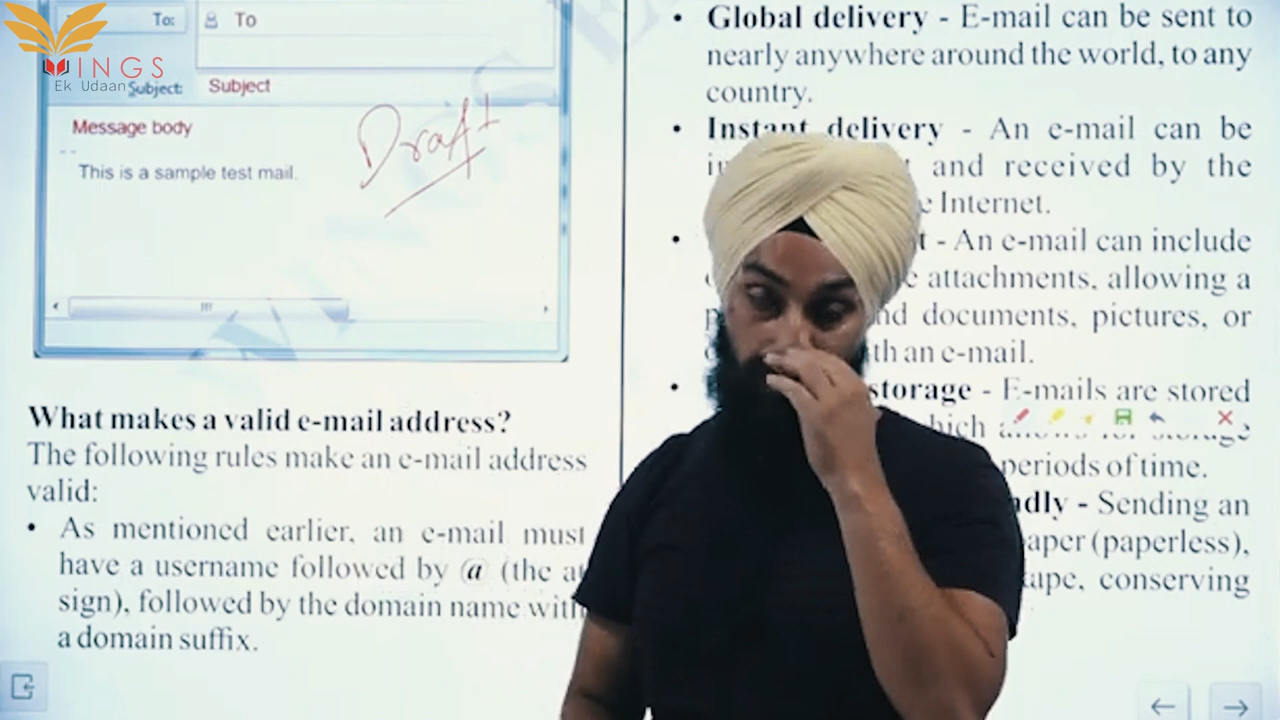 WINGS
Ek Udaan
To:
To
Subject:
Subject
Message body
--
This is a sample test mail.
Draft
What makes a valid e-mail address?
The following rules make an e-mail address
valid:
• As mentioned earlier, an e-mail must
have a username followed by @ (the at
sign), followed by the domain name with
a domain suffix.
• Global delivery - E-mail can be sent to
nearly anywhere around the world, to any
country.
• Instant delivery - An e-mail can be
and received by the
Internet.
• - An e-mail can include
attachments, allowing a
documents, pictures, or
an e-mail.
• storage - E-mails are stored
periods of time.
- Sending an
(paperless),
conserving